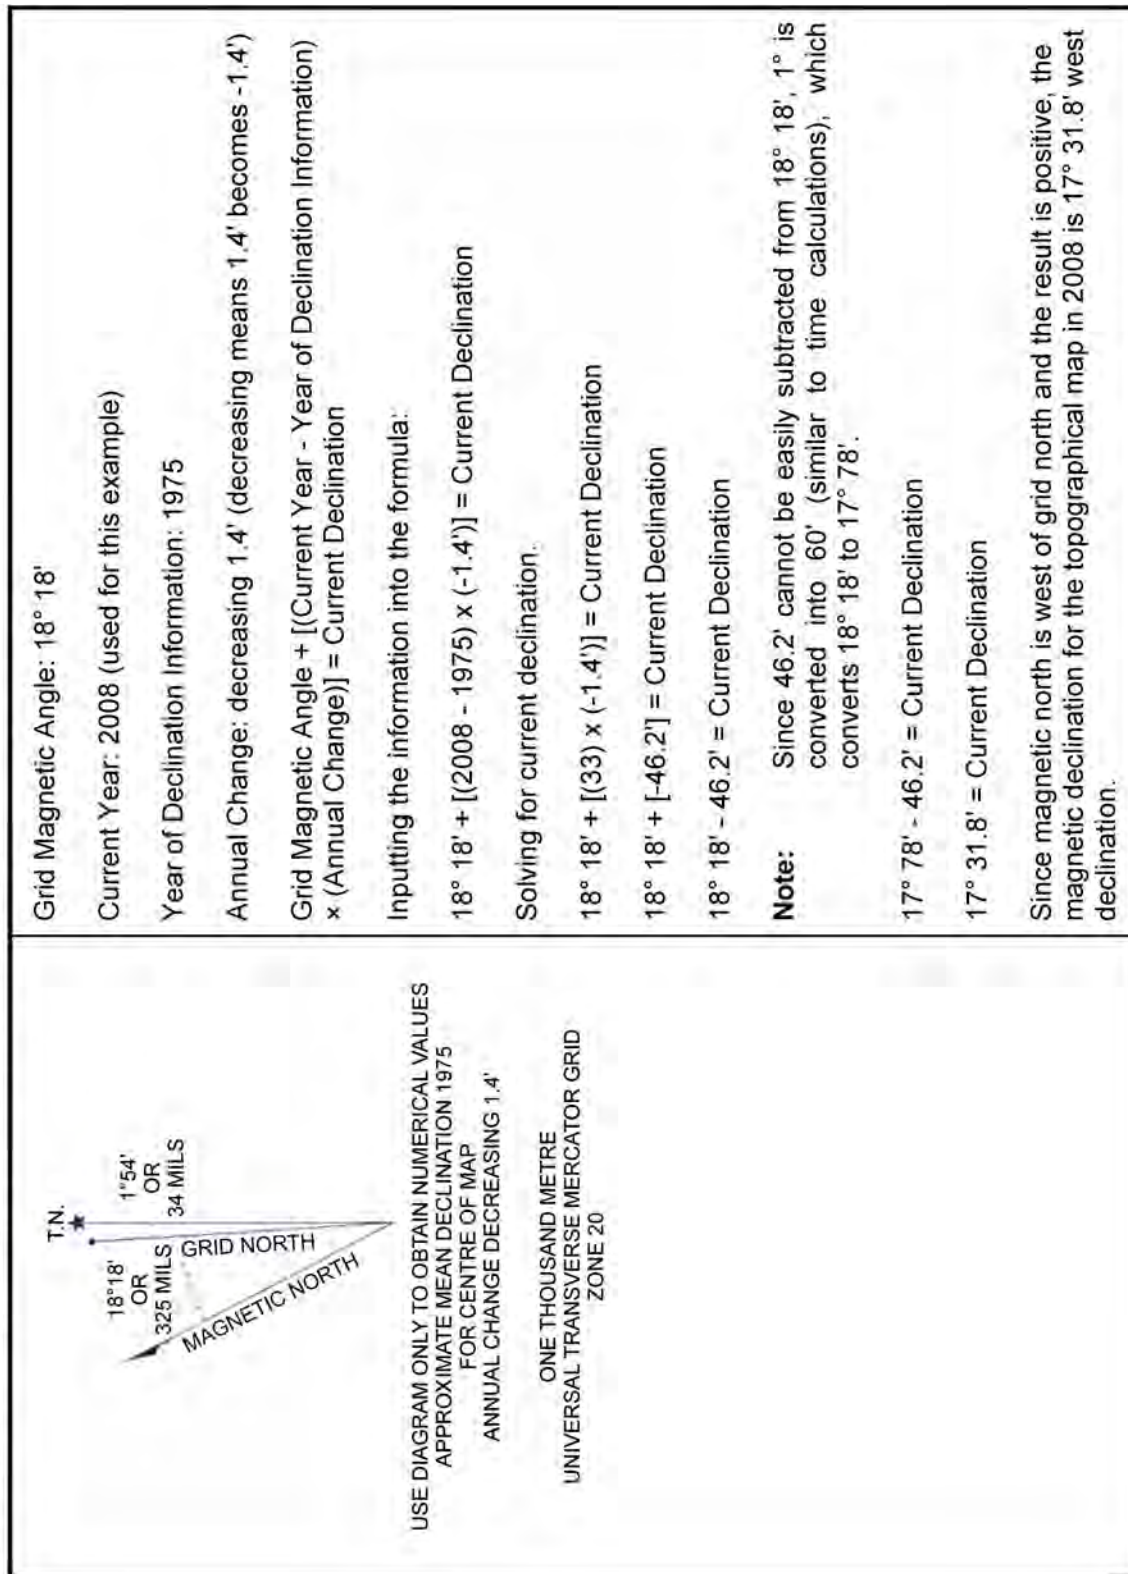 T.N.
18°18'
OR
325 MILS
1°54'
OR
34 MILS
GRID NORTH
MAGNETIC NORTH
USE DIAGRAM ONLY TO OBTAIN NUMERICAL VALUES
APPROXIMATE MEAN DECLINATION 1975
FOR CENTRE OF MAP
ANNUAL CHANGE DECREASING 1.4'
ONE THOUSAND METRE
UNIVERSAL TRANSVERSE MERCATOR GRID
ZONE 20
Grid Magnetic Angle: 18° 18'
Current Year: 2008 (used for this example)
Year of Declination Information: 1975
Annual Change: decreasing 1.4' (decreasing means 1.4' becomes -1.4')
Grid Magnetic Angle + [(Current Year - Year of Declination Information)
× (Annual Change)] = Current Declination
Inputting the information into the formula:
18° 18' + [(2008 - 1975) x (-1.4')] = Current Declination
Solving for current declination:
18° 18' + [(33) x (-1.4')] = Current Declination
18° 18' + [-46.2'] = Current Declination
18° 18' - 46.2' = Current Declination
Note: Since 46.2' cannot be easily subtracted from 18° 18', 1° is
converted into 60' (similar to time calculations), which
converts 18° 18' to 17° 78'.
17° 78' - 46.2' = Current Declination
17° 31.8' = Current Declination
Since magnetic north is west of grid north and the result is positive, the
magnetic declination for the topographical map in 2008 is 17° 31.8' west
declination.